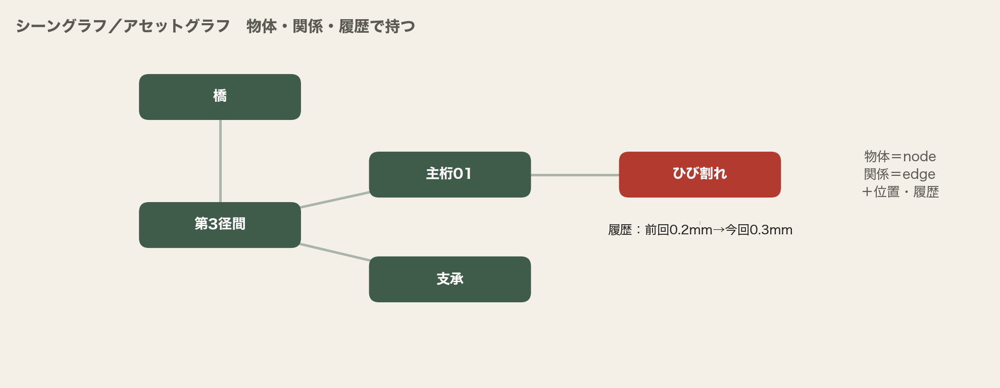 シーングラフ／アセットグラフ　物体・関係・履歴で持つ
橋
主桁01
ひび割れ
物体＝node
関係＝edge
＋位置・履歴
第3径間
履歴：前回0.2mm→今回0.3mm
支承